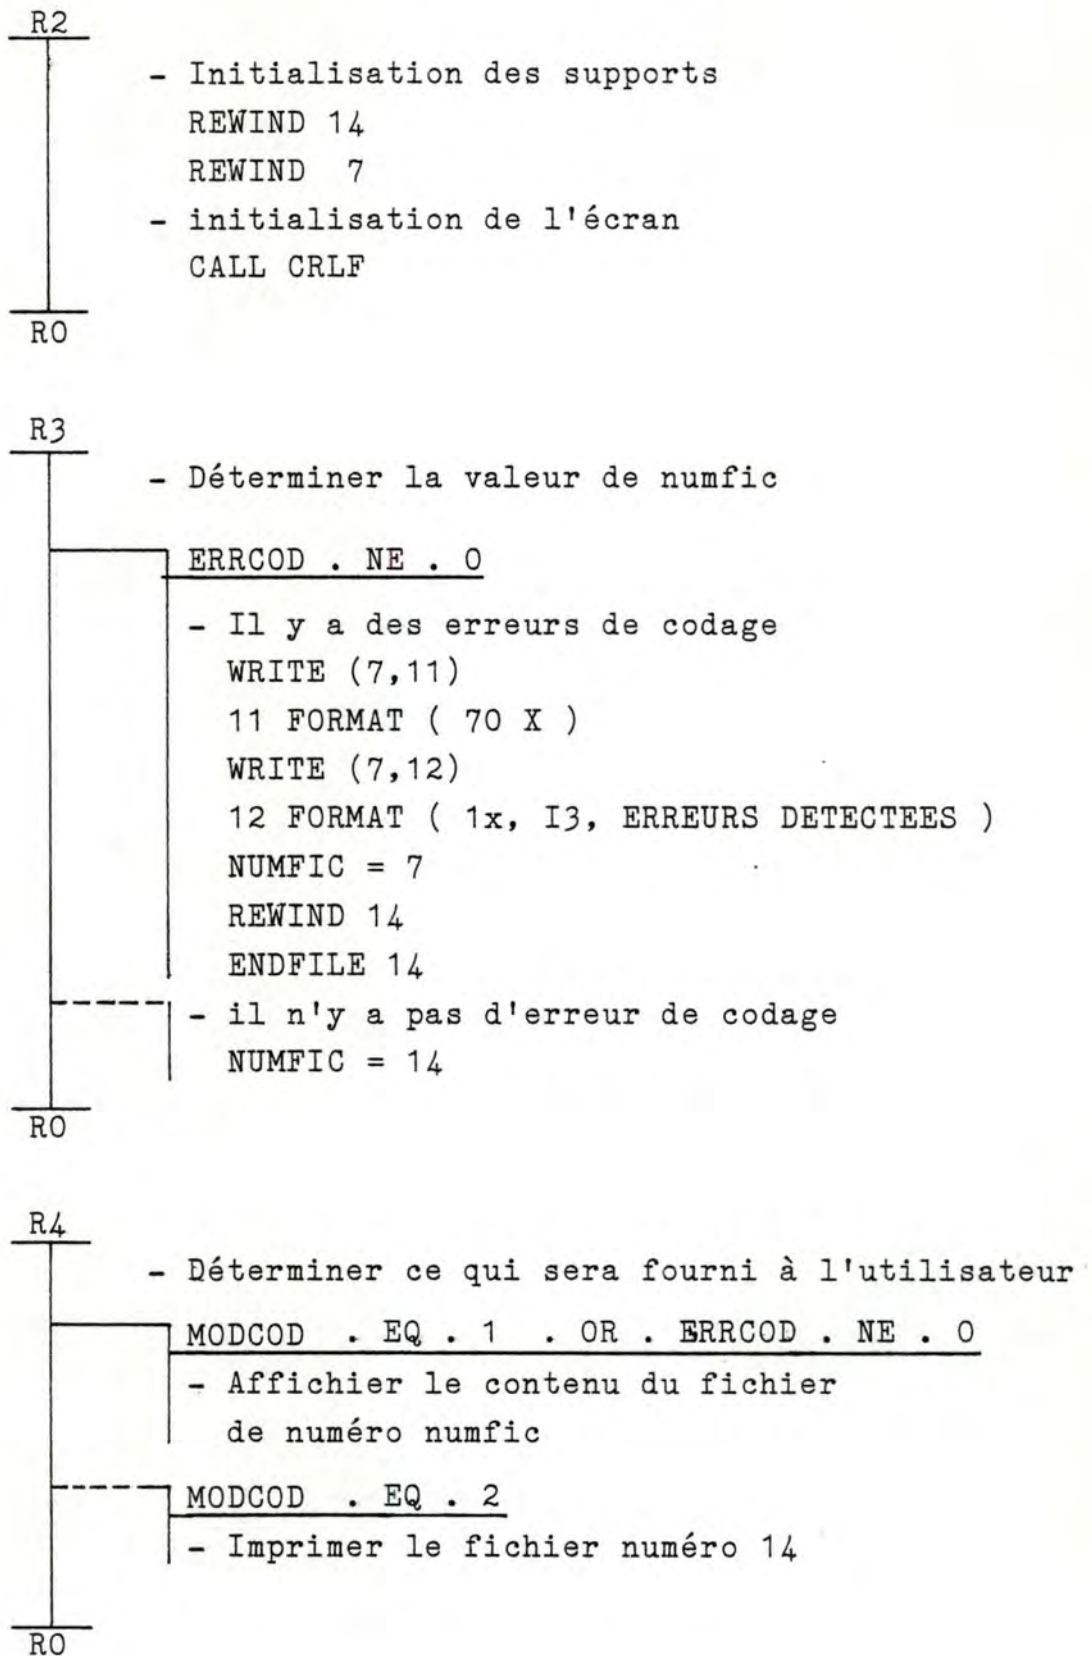 R2
- Initialisation des supports
REWIND 14
REWIND 7
- initialisation de l'écran
CALL CRLF
RO
R3
- Déterminer la valeur de numfic
ERRCOD . NE . 0
- Il y a des erreurs de codage
WRITE (7,11)
11 FORMAT ( 70 X )
WRITE (7,12)
12 FORMAT ( 1x, I3, ERREURS DETECTEES )
NUMFIC = 7
REWIND 14
ENDFILE 14
- il n'y a pas d'erreur de codage
NUMFIC = 14
RO
R4
- Déterminer ce qui sera fourni à l'utilisateur
MODCOD . EQ . 1 . OR . ERRCOD . NE . 0
- Affichier le contenu du fichier
de numéro numfic
MODCOD . EQ . 2
- Imprimer le fichier numéro 14
RO